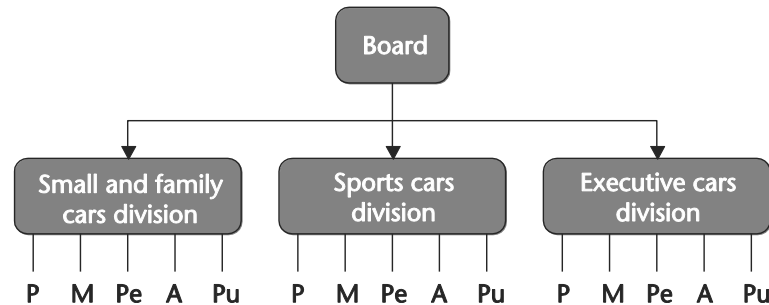 Board
Small and family
cars division
Sports cars
division
Executive cars
division
P M Pe A Pu
P M Pe A Pu
P M Pe A Pu